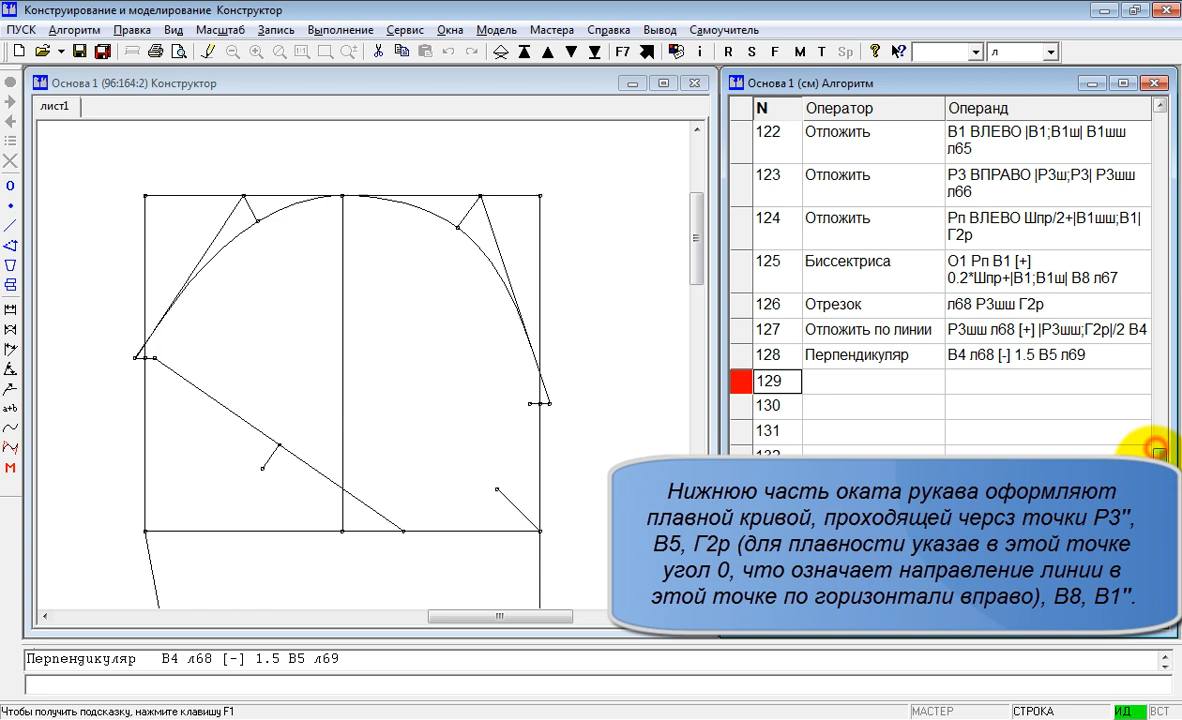 Конструирование и моделирование Конструктор
ПУСК Алгоритм Правка Вид Масштаб Запись Выполнение Сервис Окна Модель Мастера Справка Вывод Самоучитель
F7 i R S F M T Sp ? л
Основа 1 (96:164:2) Конструктор
лист1
Основа 1 (см) Алгоритм
N Оператор Операнд
122 Отложить В1 ВЛЕВО |В1;В1ш| В1шш
л65
123 Отложить Р3 ВПРАВО |Р3ш;Р3| Р3шш
л66
124 Отложить Рп ВЛЕВО Шпр/2+|В1шш;В1|
Г2р
125 Биссектриса О1 Рп В1 [+]
0.2*Шпр+|В1;В1ш| В8 л67
126 Отрезок л68 Р3шш Г2р
127 Отложить по линии Р3шш л68 [+] |Р3шш;Г2р|/2 В4
128 Перпендикуляр В4 л68 [-] 1.5 В5 л69
129
130
131
132
a+b
M
Нижнюю часть оката рукава оформляют
плавной кривой, проходящей черсз точки Р3",
В5, Г2р (для плавности указав в этой точке
угол 0, что означает направление линии в
этой точке по горизонтали вправо), В8, В1".
Перпендикуляр В4 л68 [-] 1.5 В5 л69
Чтобы получить подсказку, нажмите клавишу F1
МАСТЕР СТРОКА ИД ВСТ